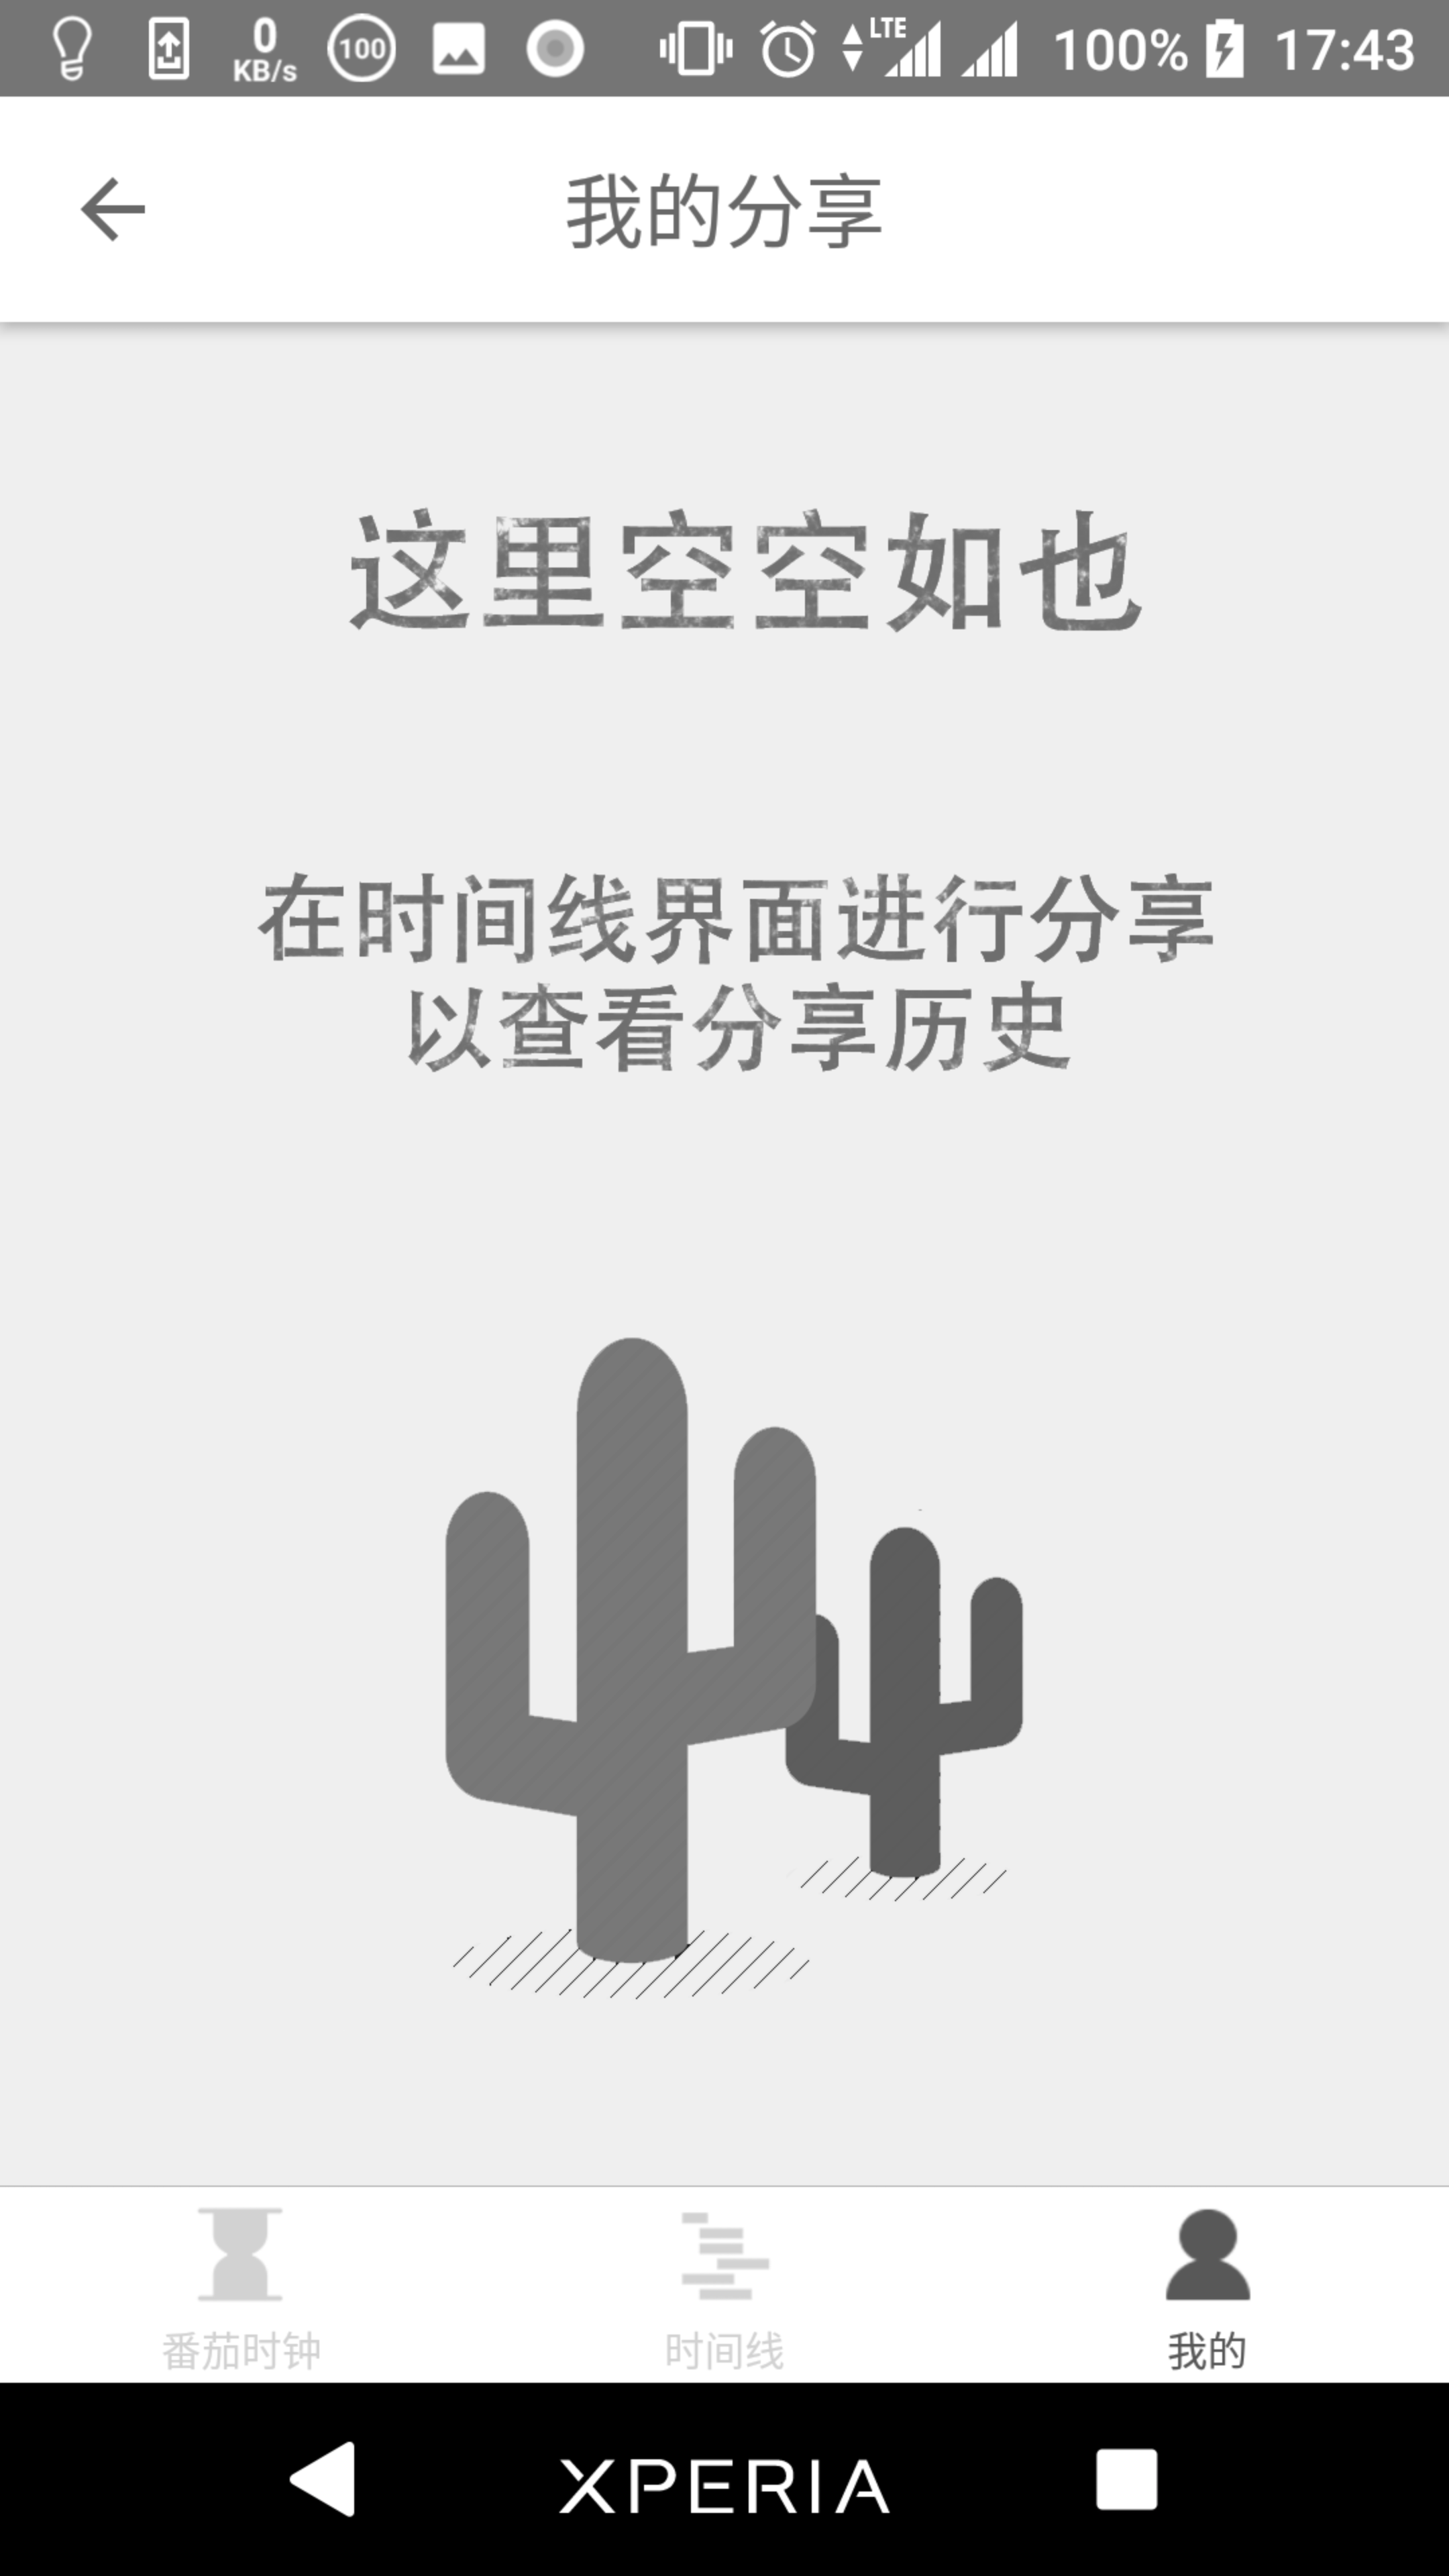 0
KB/s
100
LTE
100%
17:43
我的分享
这里空空如也
在时间线界面进行分享
以查看分享历史
番茄时钟
时间线
我的
XPERIA